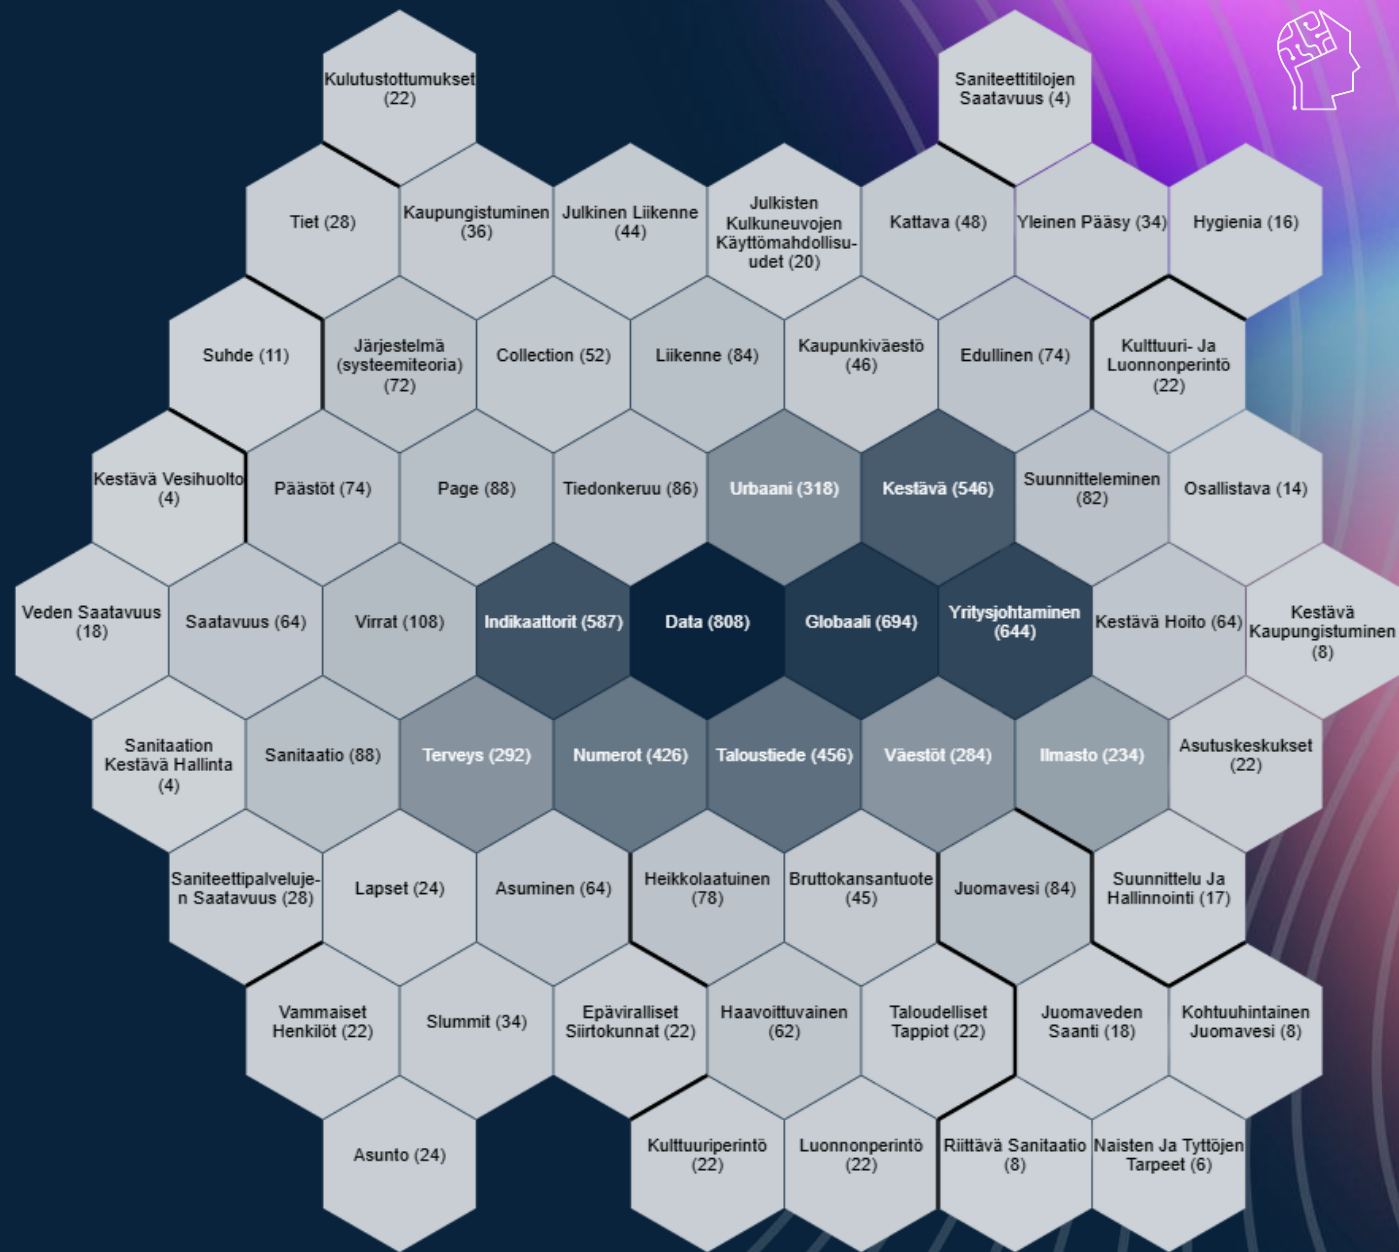 Kulutustottumukset
(22)
Saniteettitilojen
Saatavuus (4)
Tiet (28)
Kaupungistuminen
(36)
Julkinen Liikenne
(44)
Julkisten
Kulkuneuvojen
Käyttömahdollisu-
udet (20)
Kattava (48)
Yleinen Pääsy (34)
Hygienia (16)
Suhde (11)
Järjestelmä
(systeemiteoria)
(72)
Collection (52)
Liikenne (84)
Kaupunkiväestö
(46)
Edullinen (74)
Kulttuuri- Ja
Luonnonperintö
(22)
Kestävä Vesihuolto
(4)
Päästöt (74)
Page (88)
Tiedonkeruu (86)
Urbaani (318)
Kestävä (546)
Suunnitteleminen
(82)
Osallistava (14)
Veden Saatavuus
(18)
Saatavuus (64)
Virrat (108)
Indikaattorit (587)
Data (808)
Globaali (694)
Yritysjohtaminen
(644)
Kestävä Hoito (64)
Kestävä
Kaupungistuminen
(8)
Sanitaation
Kestävä Hallinta
(4)
Sanitaatio (88)
Terveys (292)
Numerot (426)
Taloustiede (456)
Väestöt (284)
Ilmasto (234)
Asutuskeskukset
(22)
Saniteettipalveluje-
n Saatavuus (28)
Lapset (24)
Asuminen (64)
Heikkolaatuinen
(78)
Bruttokansantuote
(45)
Juomavesi (84)
Suunnittelu Ja
Hallinnointi (17)
Vammaiset
Henkilöt (22)
Slummit (34)
Epäviralliset
Siirtokunnat (22)
Haavoittuvainen
(62)
Taloudelliset
Tappiot (22)
Juomaveden
Saanti (18)
Kohtuuhintainen
Juomavesi (8)
Asunto (24)
Kulttuuriperintö
(22)
Luonnonperintö
(22)
Riittävä Sanitaatio
(8)
Naisten Ja Tyttöjen
Tarpeet (6)